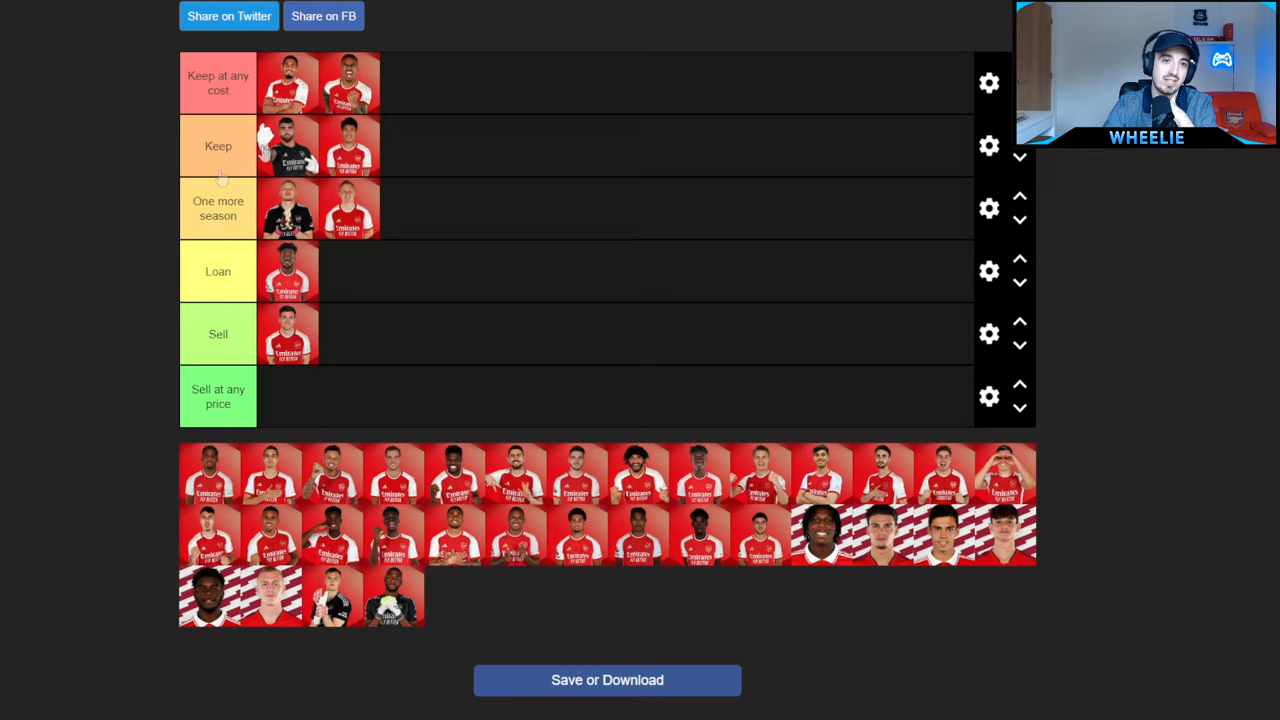 Share on Twitter
Share on FB
Keep at any
cost
Keep
One more
season
Loan
Sell
Sell at any
price
WHEELIE
Save or Download